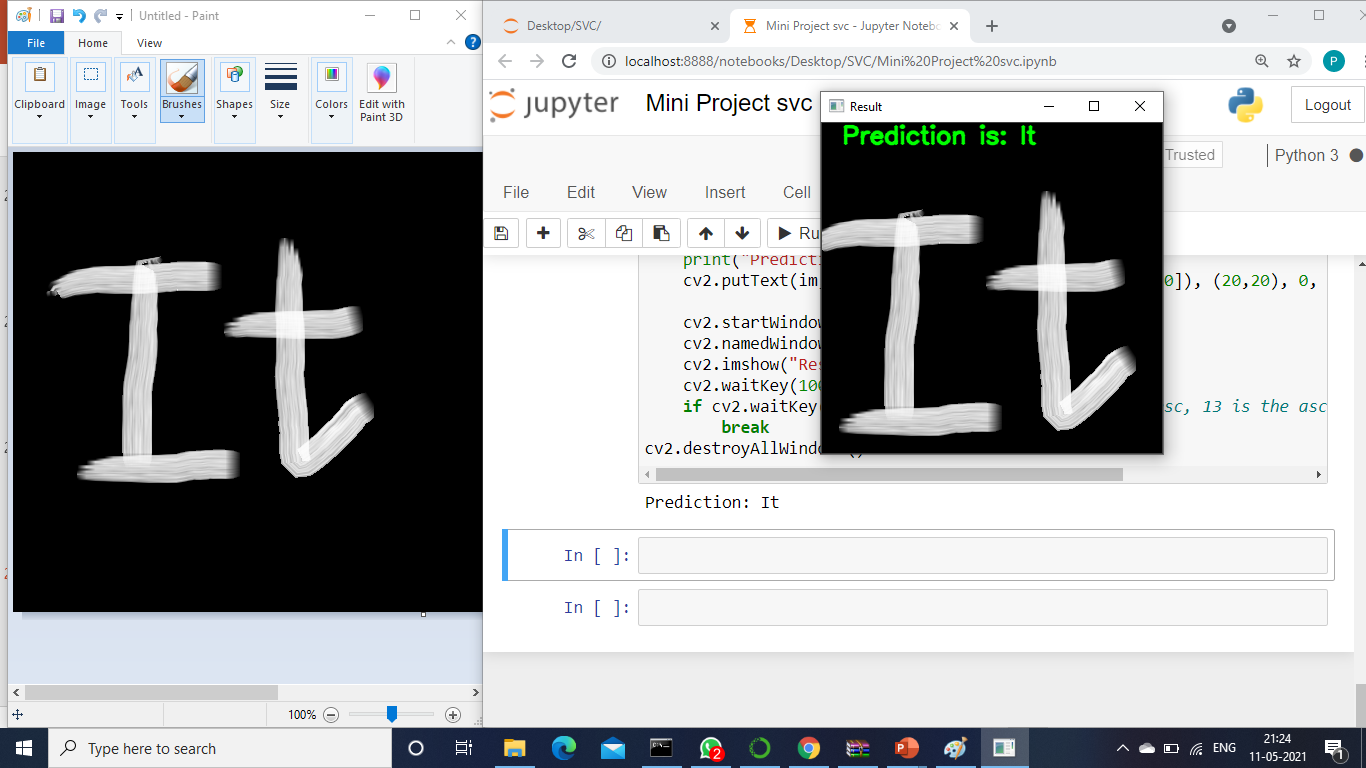 Untitled - Paint
File Home View
Clipboard Image Tools Brushes Shapes Size Colors Edit with Paint 3D
It
100%
Desktop/SVC/
Mini Project svc - Jupyter Notebo
localhost:8888/notebooks/Desktop/SVC/Mini%20Project%20svc.ipynb
P
jupyter Mini Project svc
Logout
Trusted Python 3
File Edit View Insert Cell
Ru
Result
Prediction is: It
It
print("Predicti
cv2.putText(im, 0]), (20,20), 0,
cv2.startWindow
cv2.namedWindow
cv2.imshow("Res
cv2.waitKey(100
if cv2.waitKey( sc, 13 is the asc
break
cv2.destroyAllWindo ()
Prediction: It
In [ ]:
In [ ]:
Type here to search
2
ENG
21:24
11-05-2021
1